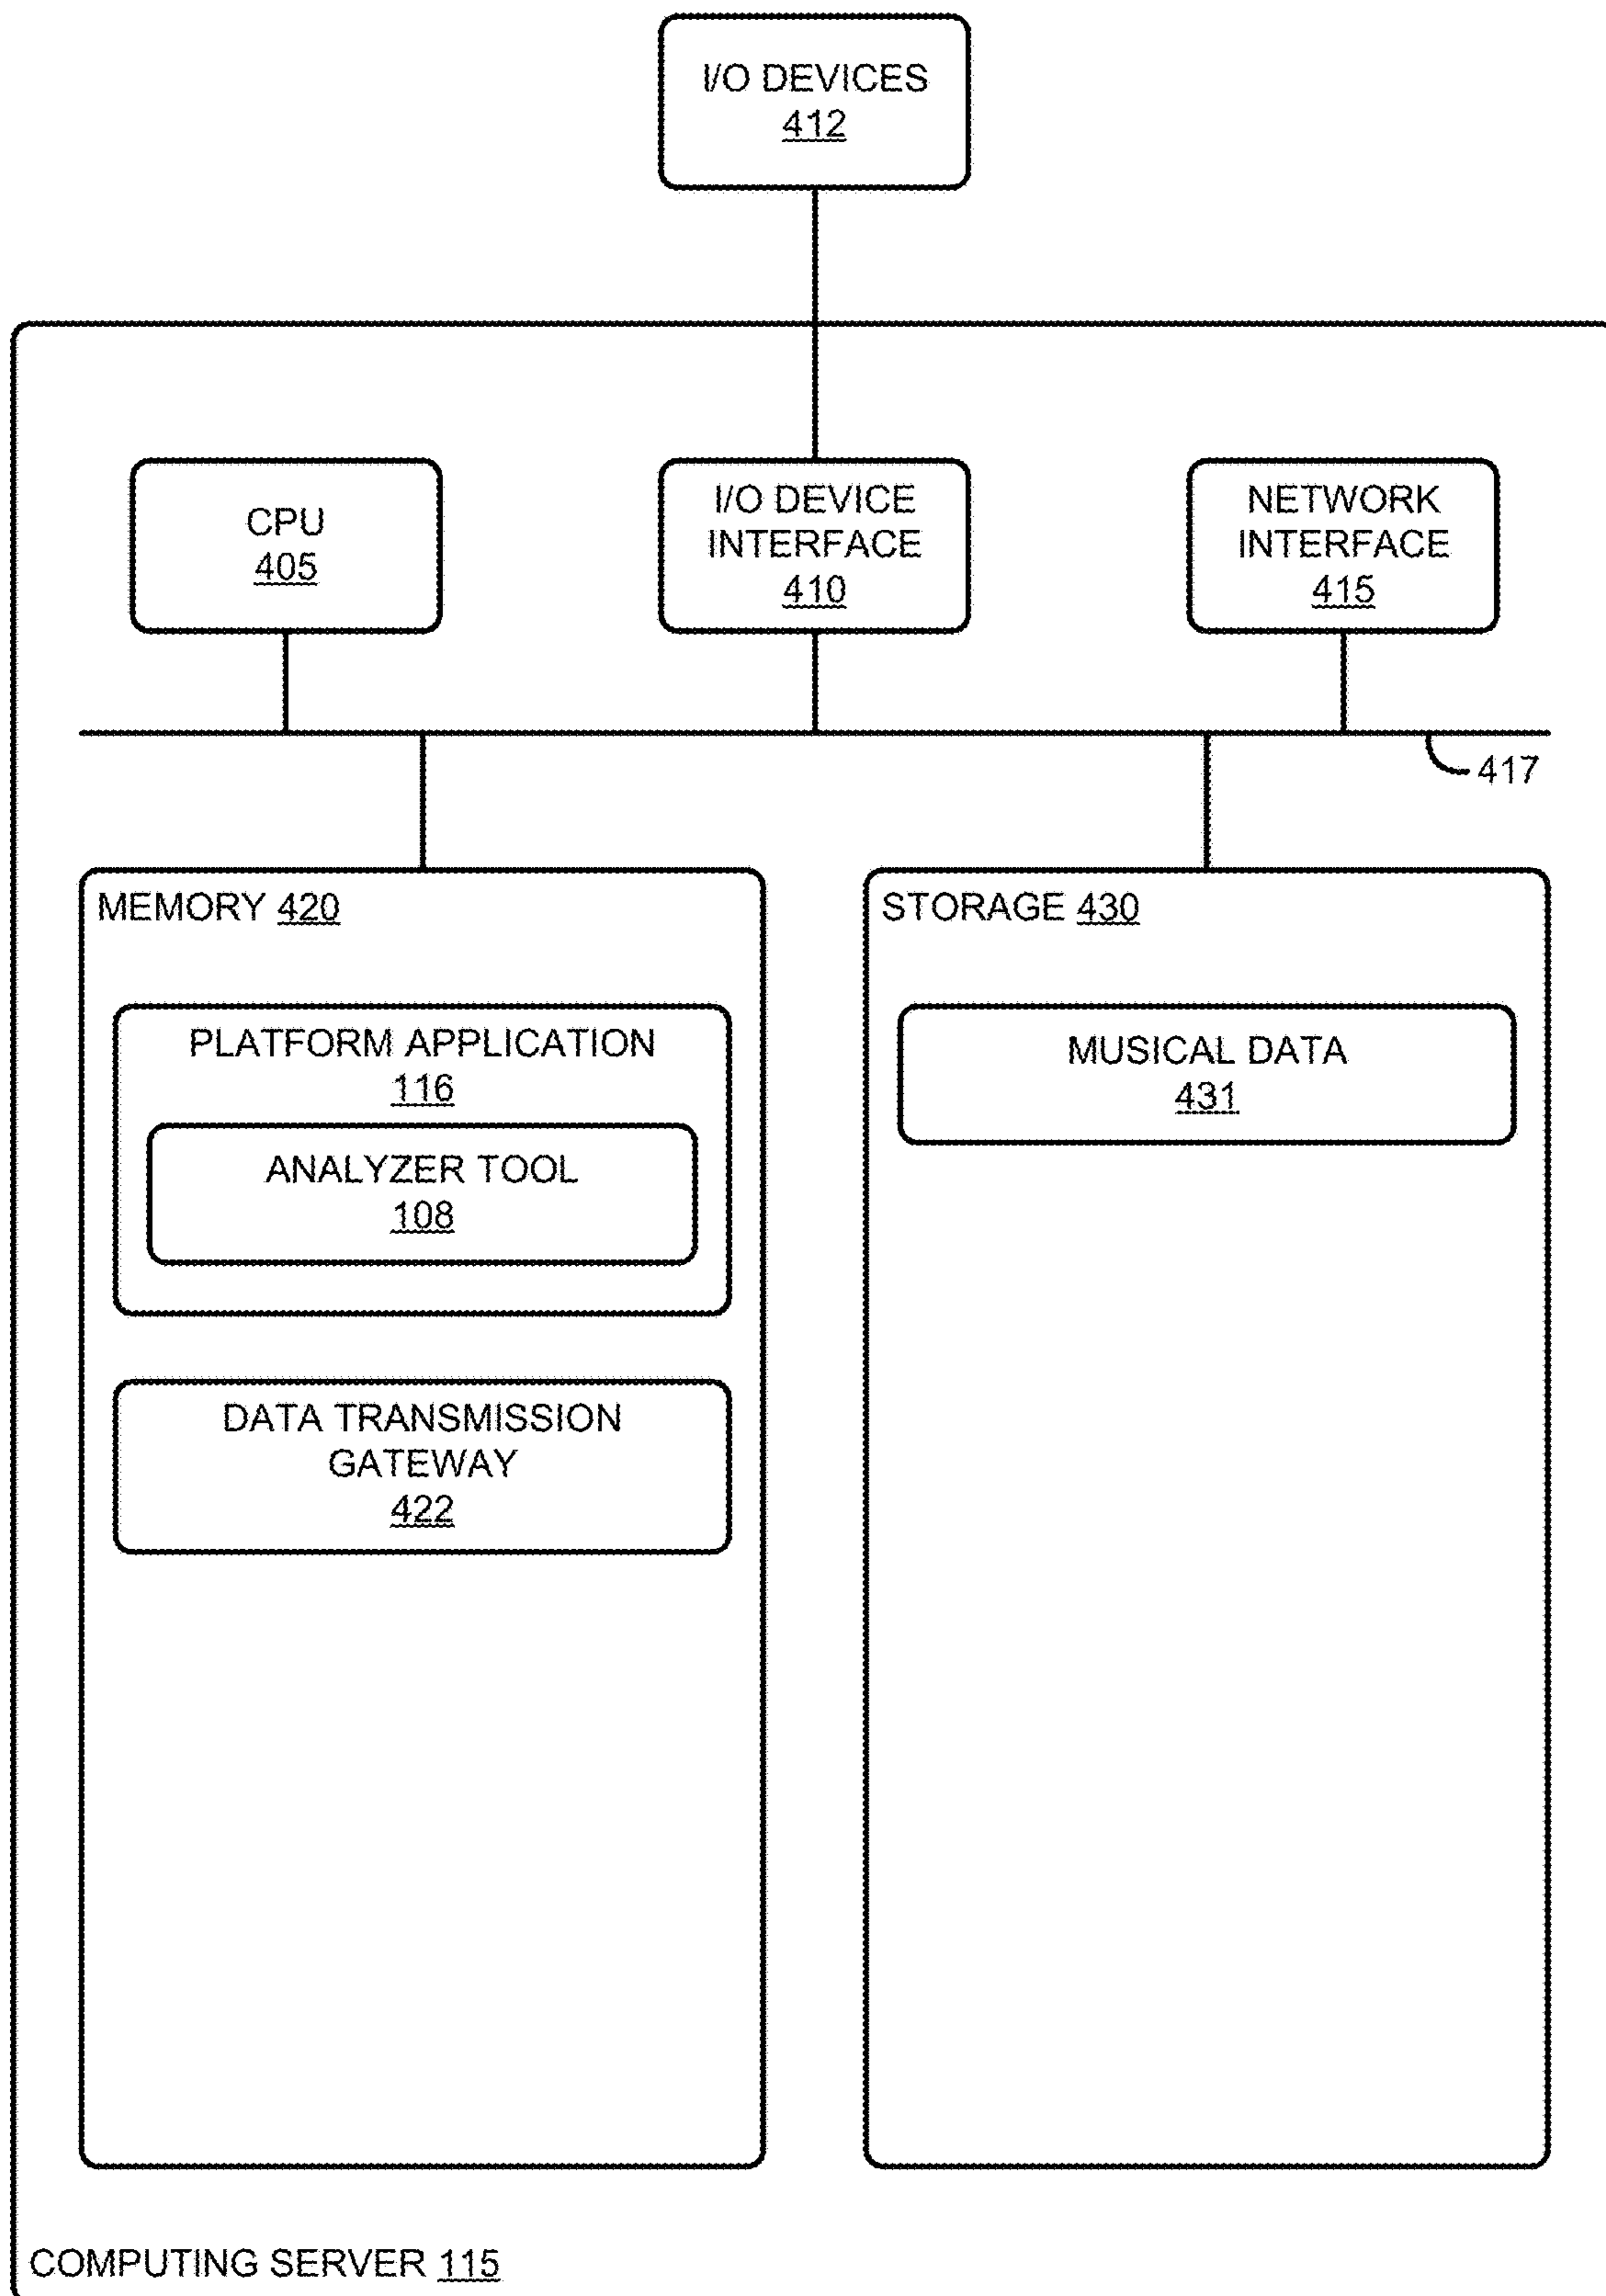 I/O DEVICES
412
CPU
405
I/O DEVICE
INTERFACE
410
NETWORK
INTERFACE
415
417
MEMORY 420
PLATFORM APPLICATION
116
ANALYZER TOOL
108
DATA TRANSMISSION
GATEWAY
422
STORAGE 430
MUSICAL DATA
431
COMPUTING SERVER 115